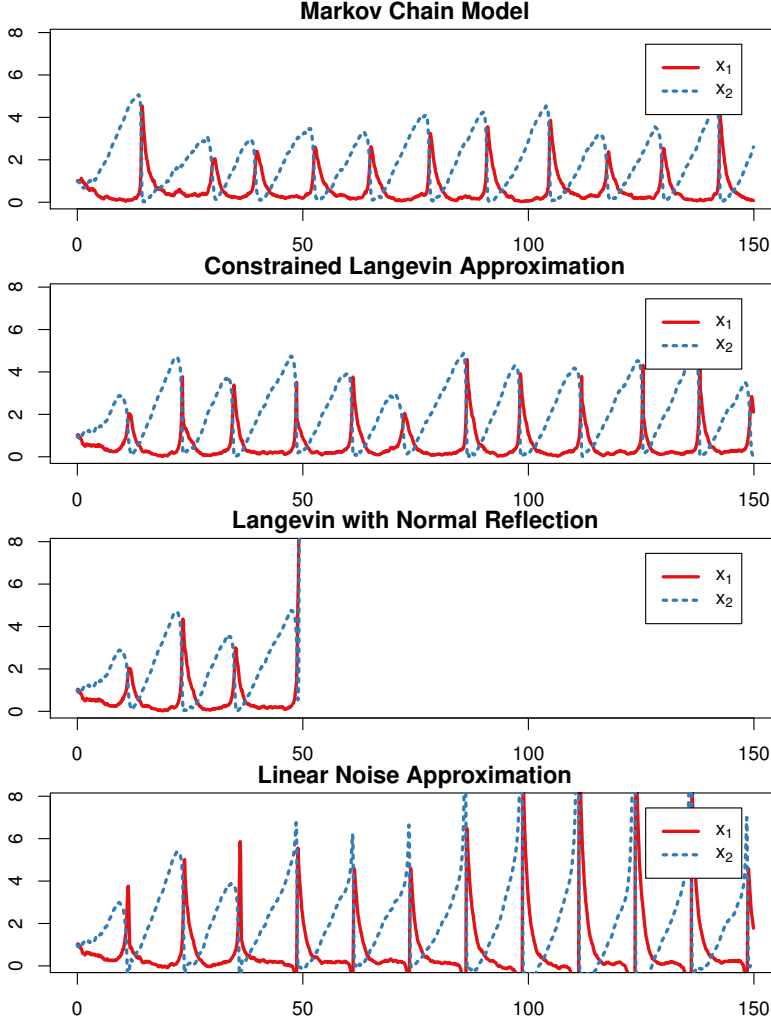 Markov Chain Model
8
6
4
2
0
x1
x2
0 50 100 150
Constrained Langevin Approximation
8
6
4
2
0
x1
x2
0 50 100 150
Langevin with Normal Reflection
8
6
4
2
0
x1
x2
0 50 100 150
Linear Noise Approximation
8
6
4
2
0
x1
x2
0 50 100 150